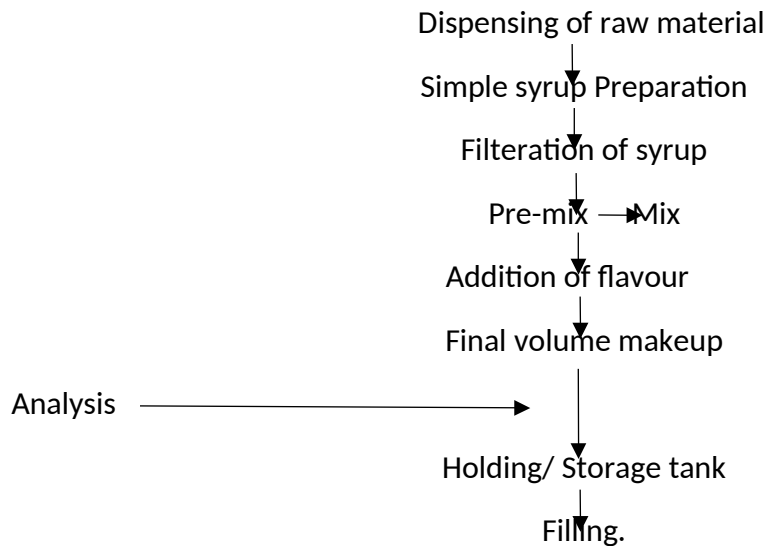 Dispensing of raw material
Simple syrup Preparation
Filteration of syrup
Pre-mix Mix
Addition of flavour
Final volume makeup
Analysis
Holding/ Storage tank
Filling.